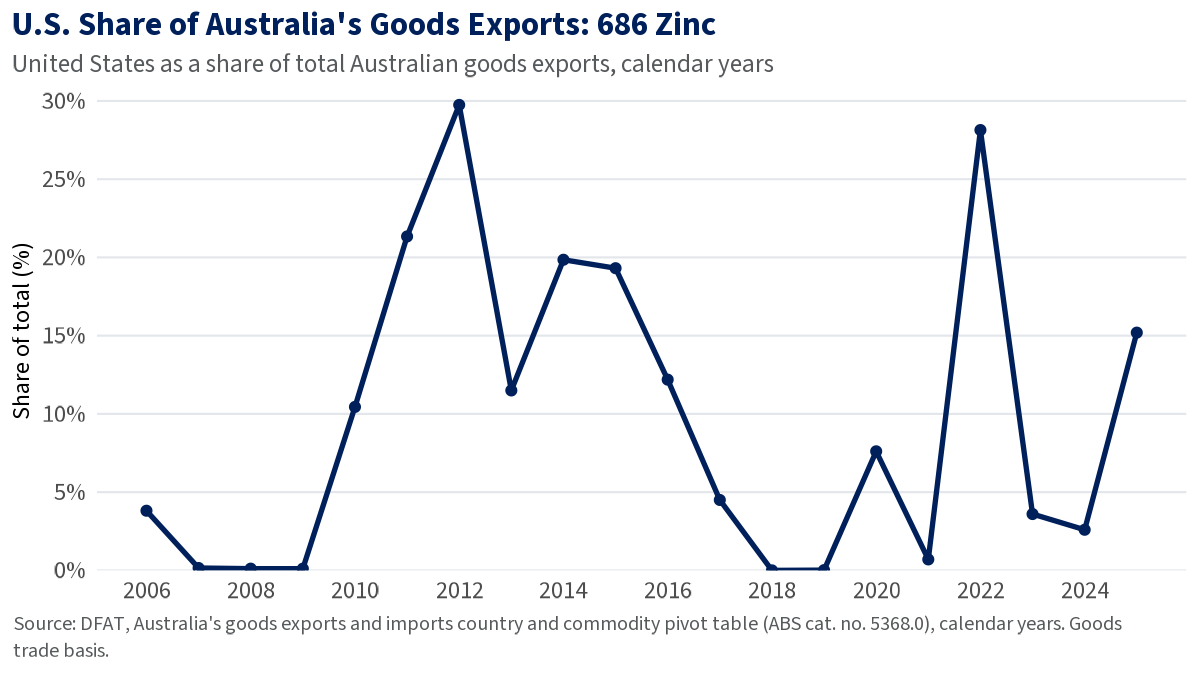 U.S. Share of Australia's Goods Exports: 686 Zinc
United States as a share of total Australian goods exports, calendar years
Share of total (%)
30%
25%
20%
15%
10%
5%
0%
2006 2008 2010 2012 2014 2016 2018 2020 2022 2024
Source: DFAT, Australia's goods exports and imports country and commodity pivot table (ABS cat. no. 5368.0), calendar years. Goods
trade basis.